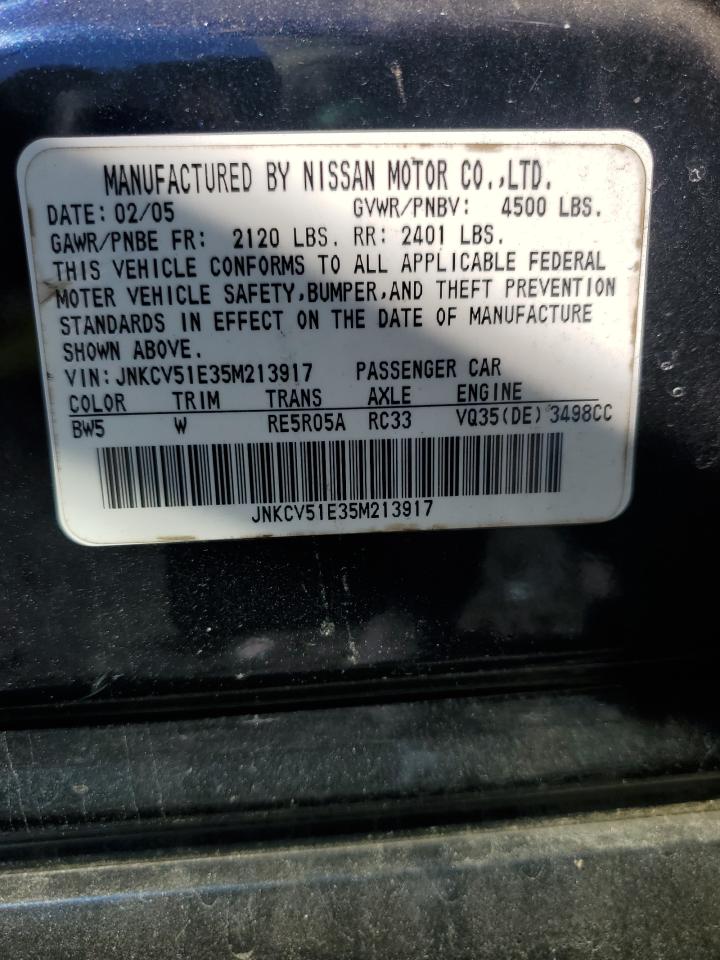 MANUFACTURED BY NISSAN MOTOR CO.,LTD.
DATE: 02/05 GVWR/PNBV: 4500 LBS.
GAWR/PNBE FR: 2120 LBS. RR: 2401 LBS.
THIS VEHICLE CONFORMS TO ALL APPLICABLE FEDERAL
MOTER VEHICLE SAFETY,BUMPER,AND THEFT PREVENTION
STANDARDS IN EFFECT ON THE DATE OF MANUFACTURE
SHOWN ABOVE.
VIN: JNKCV51E35M213917 PASSENGER CAR
COLOR TRIM TRANS AXLE ENGINE
BW5 W RE5R05A RC33 VQ35(DE) 3498CC
JNKCV51E35M213917